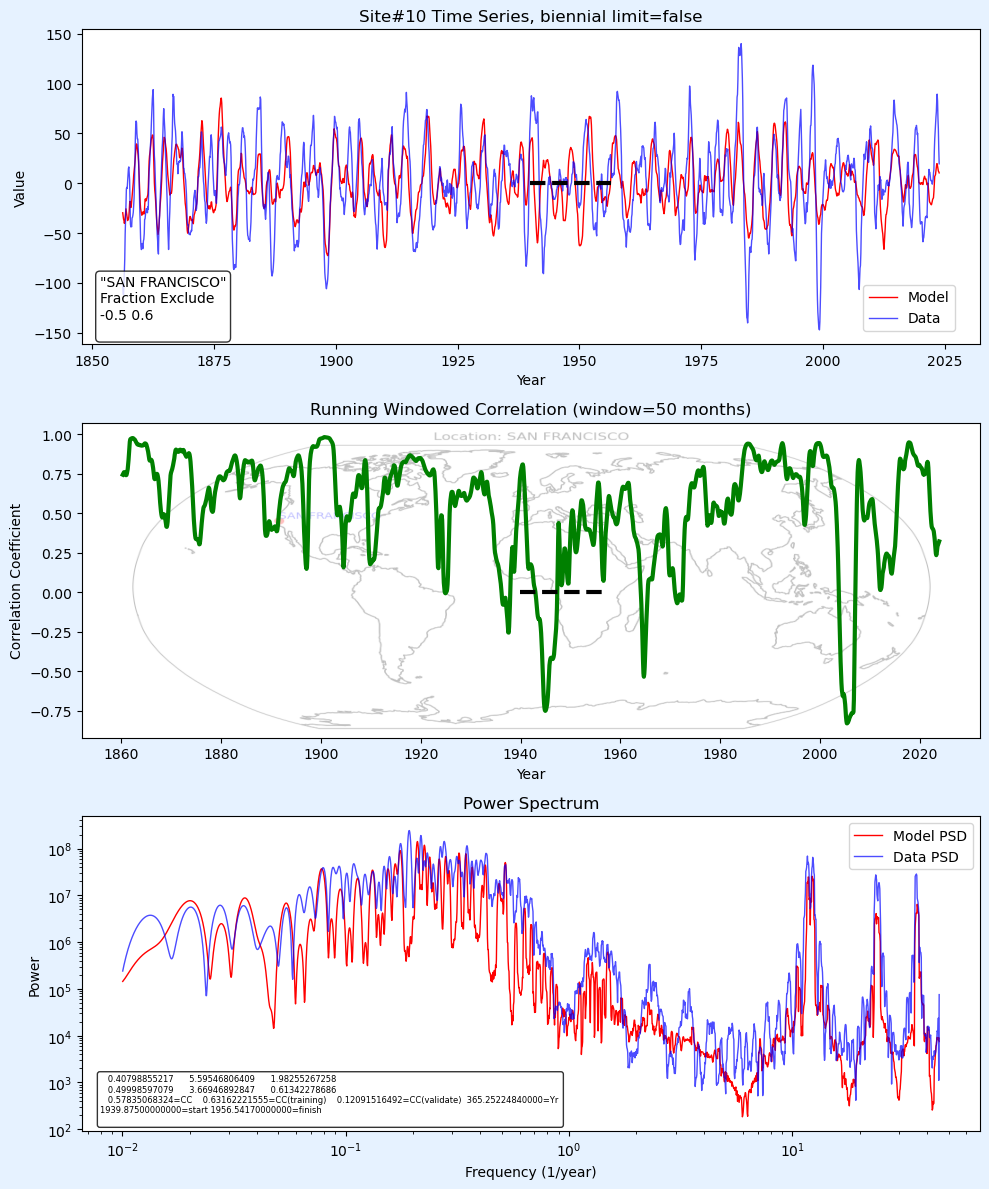 Site#10 Time Series, biennial limit=false
150
100
50
0
−50
−100
−150
Value
"SAN FRANCISCO"
Fraction Exclude
-0.5 0.6
Model
Data
1850 1875 1900 1925 1950 1975 2000 2025
Year
Running Windowed Correlation (window=50 months)
1.00
0.75
0.50
0.25
0.00
−0.25
−0.50
−0.75
Correlation Coefficient
Location: SAN FRANCISCO
SAN FRANCISCO
1860 1880 1900 1920 1940 1960 1980 2000 2020
Year
Power Spectrum
10^8
10^7
10^6
10^5
10^4
10^3
10^2
Power
Model PSD
Data PSD
0.40798855217 5.59546806409 1.98255267258
0.49998597079 3.66946892847 0.61342278686
0.57835068324=CC 0.63162221555=CC(training) 0.12091516492=CC(validate) 365.25224840000=Yr
1939.87500000000=start 1956.54170000000=finish
10^−2 10^−1 10^0 10^1
Frequency (1/year)